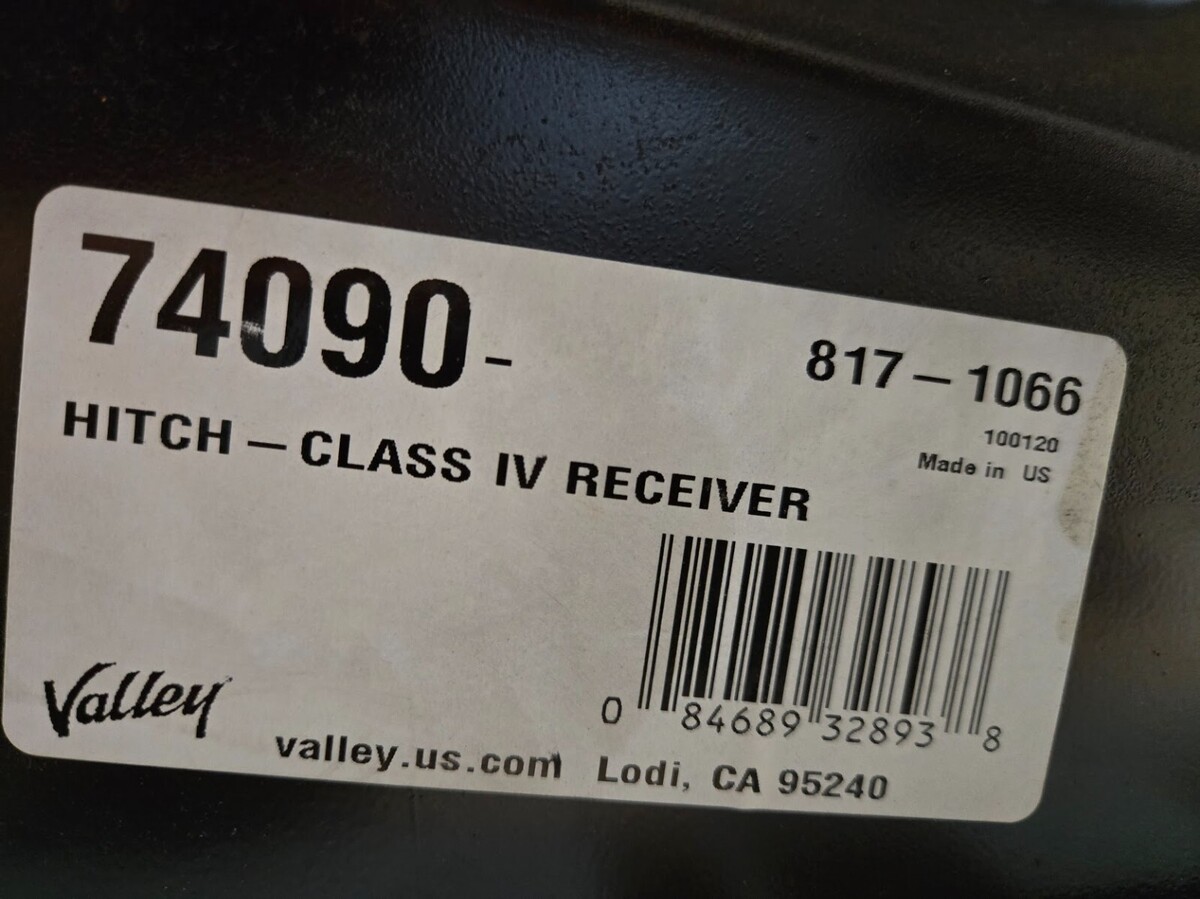 74090-
817-1066
100120
Made in US
HITCH-CLASS IV RECEIVER
0 84689 32893 8
Valley
valley.us.com Lodi, CA 95240